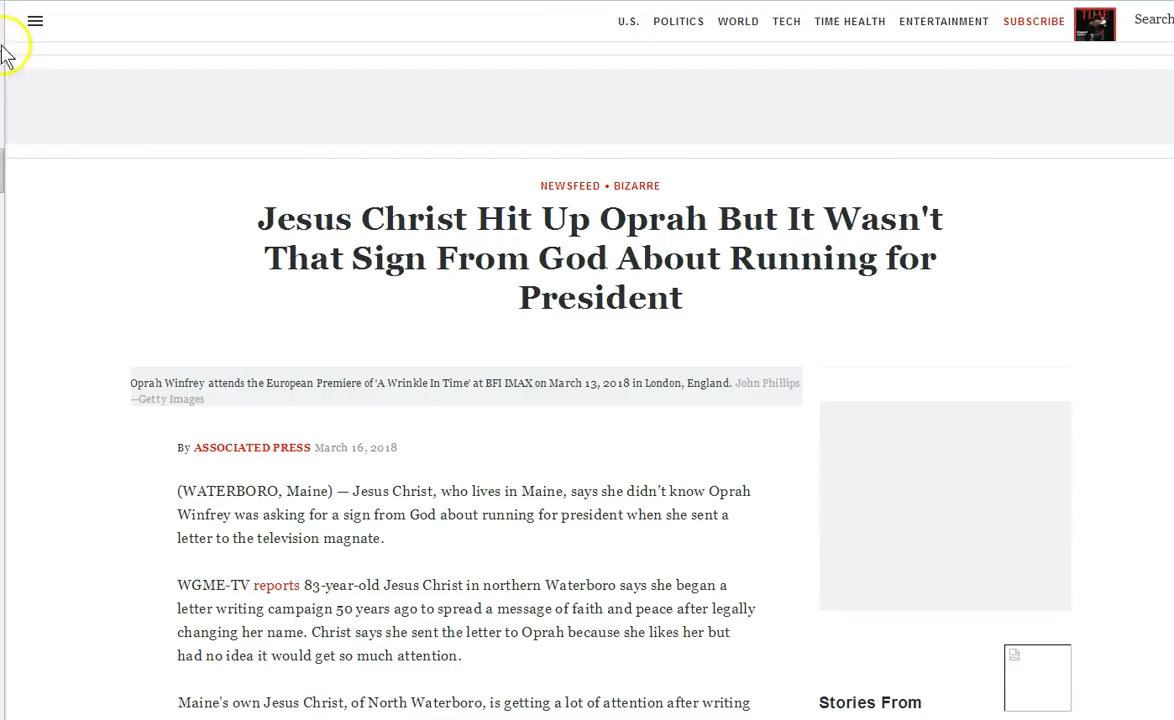 U.S. POLITICS WORLD TECH TIME HEALTH ENTERTAINMENT SUBSCRIBE TIME Search
NEWSFEED • BIZARRE
Jesus Christ Hit Up Oprah But It Wasn't
That Sign From God About Running for
President
Oprah Winfrey attends the European Premiere of 'A Wrinkle In Time' at BFI IMAX on March 13, 2018 in London, England. John Phillips
—Getty Images
By ASSOCIATED PRESS March 16, 2018
(WATERBORO, Maine) — Jesus Christ, who lives in Maine, says she didn't know Oprah
Winfrey was asking for a sign from God about running for president when she sent a
letter to the television magnate.
WGME-TV reports 83-year-old Jesus Christ in northern Waterboro says she began a
letter writing campaign 50 years ago to spread a message of faith and peace after legally
changing her name. Christ says she sent the letter to Oprah because she likes her but
had no idea it would get so much attention.
Maine's own Jesus Christ, of North Waterboro, is getting a lot of attention after writing
Stories From